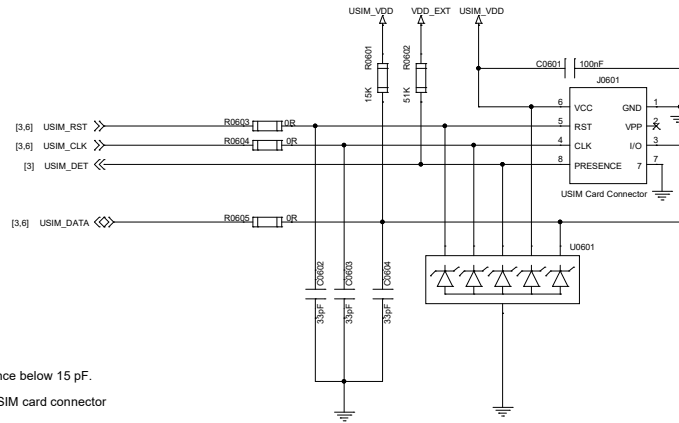 USIM_VDD VDD_EXT USIM_VDD
R0601
15K
R0602
51K
C0601 100nF
J0601
6 VCC GND 1
5 RST VPP 2
4 CLK I/O 3
8 PRESENCE 7 7
USIM Card Connector
[3,6] USIM_RST R0603 0R
[3,6] USIM_CLK R0604 0R
[3] USIM_DET
[3,6] USIM_DATA R0605 0R
U0601
C0602
33pF
C0603
33pF
C0604
33pF
nce below 15 pF.
SIM card connector